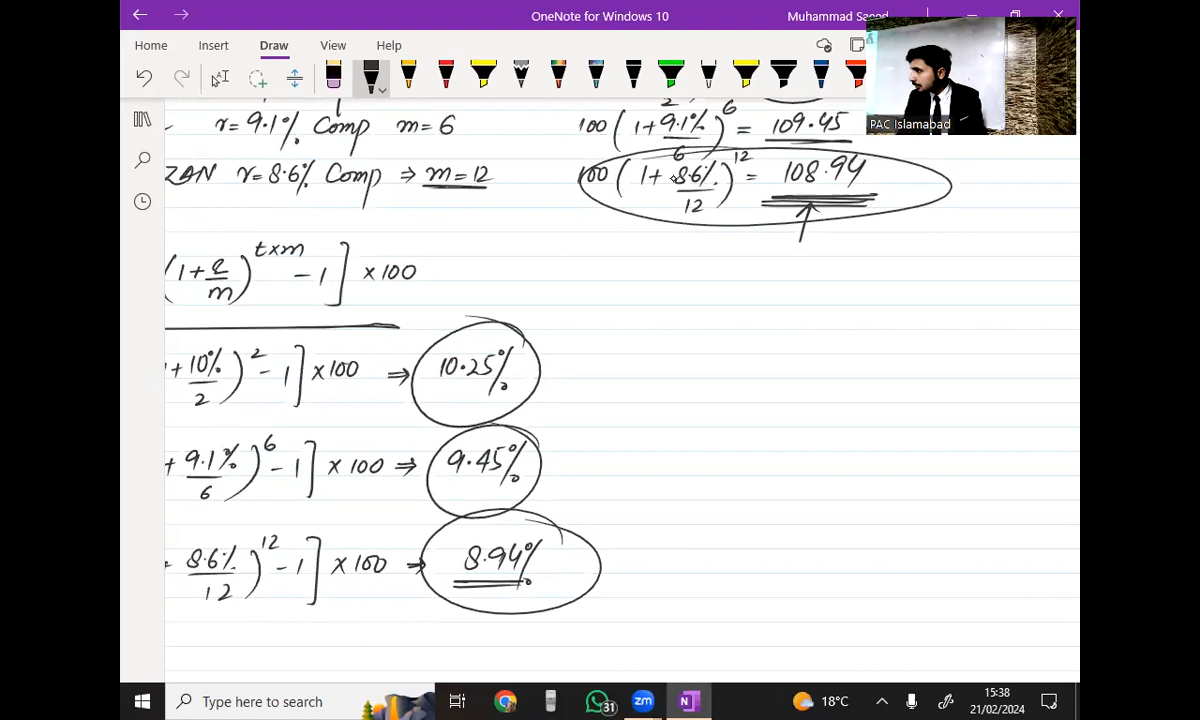 OneNote for Windows 10
Muhammad Saeed
Home Insert Draw View Help
PAC Islamabad
r=9.1% Comp m=6
100 (1+9.1%/6)^6 = 109.45
ZAN r=8.6% Comp ⇒ m=12
100 (1+8.6%/12)^12 = 108.94
(1+r/m)^t×m -1] ×100
+10%/2)^2 -1] ×100 ⇒ 10.25%
+9.1%/6)^6 -1] ×100 ⇒ 9.45%
8.6%/12)^12 -1] ×100 ⇒ 8.94%
Type here to search
31
zm
N
18°C
15:38
21/02/2024